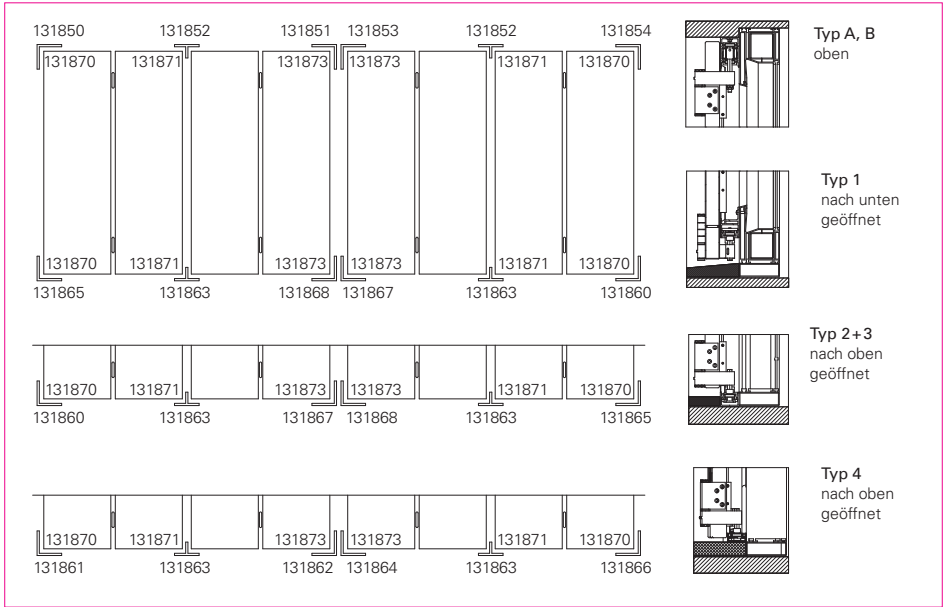 131850 131852 131851 131853 131852 131854
131870 131871 131873 131873 131871 131870
Typ A, B
oben
131870 131871 131873 131873 131871 131870
131865 131863 131868 131867 131863 131860
Typ 1
nach unten
geöffnet
131870 131871 131873 131873 131871 131870
131860 131863 131867 131868 131863 131865
Typ 2+3
nach oben
geöffnet
131870 131871 131873 131873 131871 131870
131861 131863 131862 131864 131863 131866
Typ 4
nach oben
geöffnet